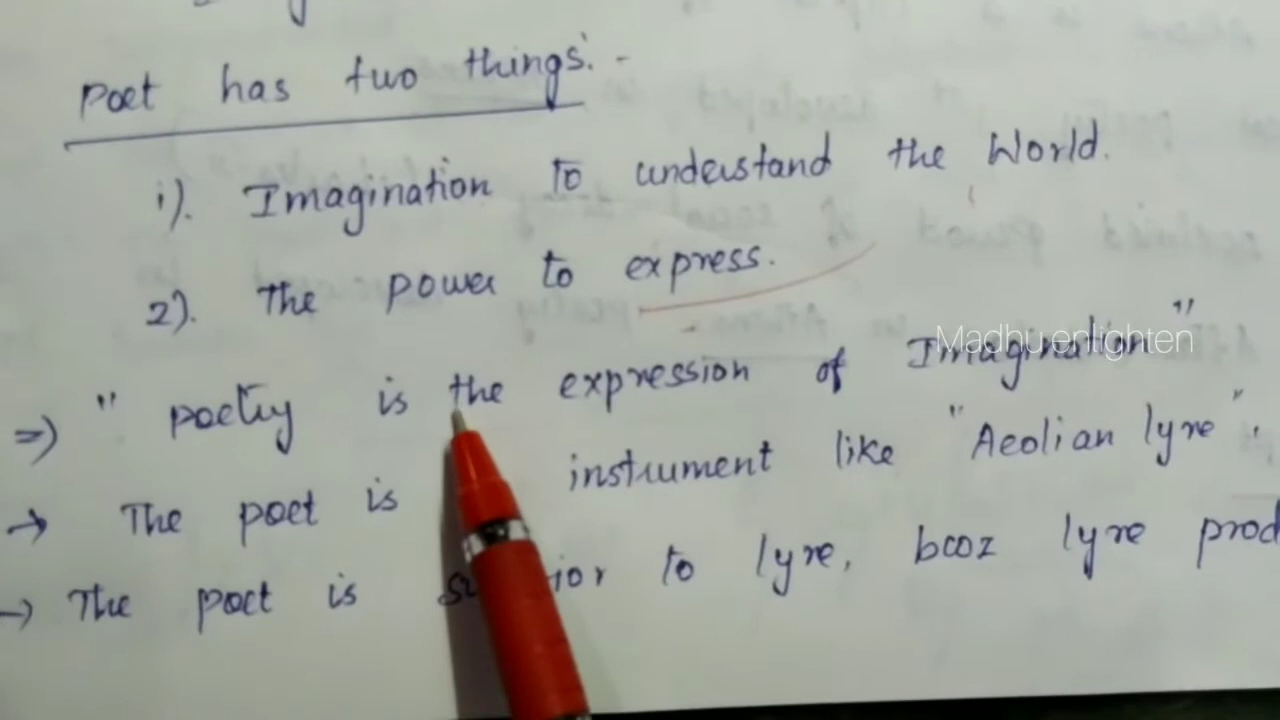 Poet has two things:-
1). Imagination to understand the World.
2). The power to express.
Madhu enlighten
=) " poetry is the expression of Imagination"
→ The poet is instrument like "Aeolian lyre".
→ The poet is to lyre, bcoz lyre prod